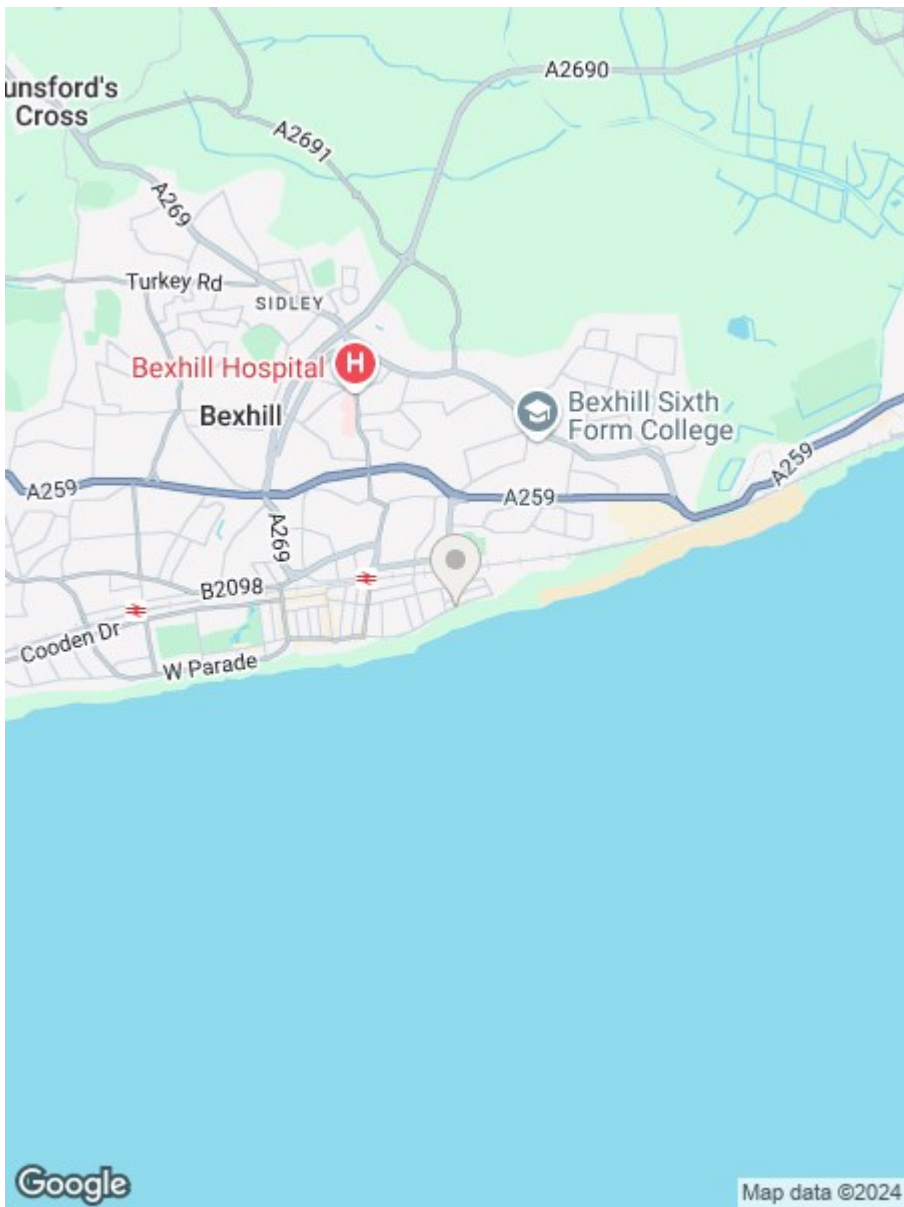 A2690
unsford's
Cross
A2691
A269
Turkey Rd
SIDLEY
Bexhill Hospital
H
Bexhill
Bexhill Sixth
Form College
A259
A259
A259
A269
B2098
Cooden Dr
W Parade
Google
Map data ©2024